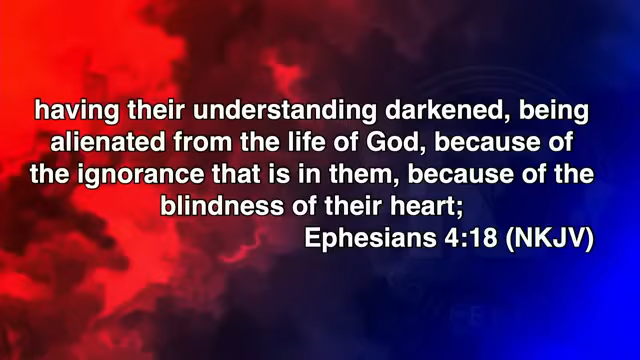 having their understanding darkened, being
alienated from the life of God, because of
the ignorance that is in them, because of the
blindness of their heart;
Ephesians 4:18 (NKJV)